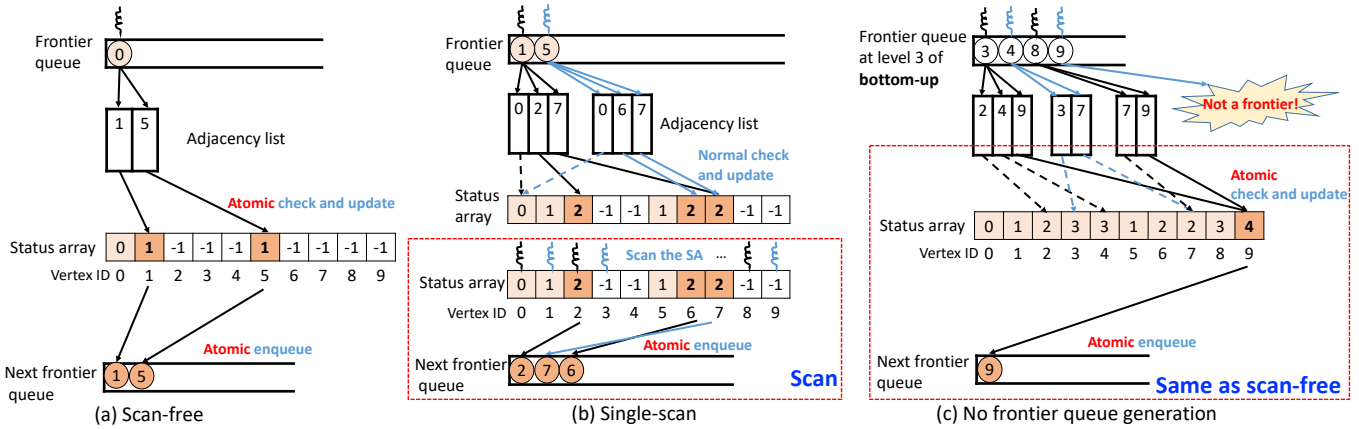 Frontier
queue
0
1 5
Adjacency list
Atomic check and update
Status array 0 1 -1 -1 -1 1 -1 -1 -1 -1
Vertex ID 0 1 2 3 4 5 6 7 8 9
Atomic enqueue
Next frontier
queue
1 5
(a) Scan-free
Frontier
queue
1 5
0 2 7 0 6 7
Adjacency list
Normal check
and update
Status
array
0 1 2 -1 -1 1 2 2 -1 -1
Scan the SA ...
Status array 0 1 2 -1 -1 1 2 2 -1 -1
Vertex ID 0 1 2 3 4 5 6 7 8 9
Atomic enqueue
Next frontier
queue
2 7 6
Scan
(b) Single-scan
Frontier queue
at level 3 of
bottom-up
3 4 8 9
Not a frontier!
2 4 9 3 7 7 9
Atomic
check and update
Status array 0 1 2 3 3 1 2 2 3 4
Vertex ID 0 1 2 3 4 5 6 7 8 9
Atomic enqueue
Next frontier
queue
9
Same as scan-free
(c) No frontier queue generation